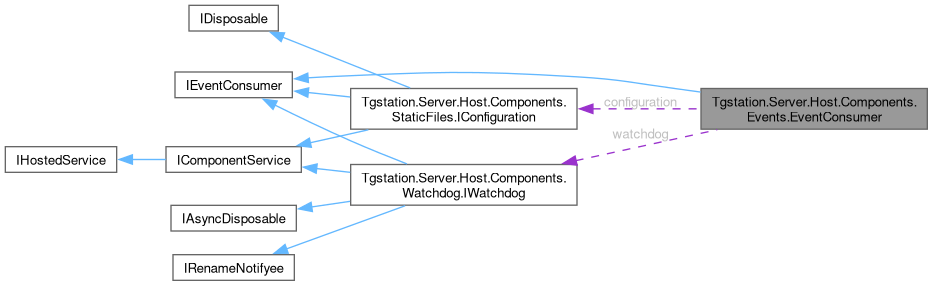 IDisposable
IEventConsumer
Tgstation.Server.Host.Components.
StaticFiles.IConfiguration
configuration
Tgstation.Server.Host.Components.
Events.EventConsumer
watchdog
IHostedService
IComponentService
Tgstation.Server.Host.Components.
Watchdog.IWatchdog
IAsyncDisposable
IRenameNotifyee